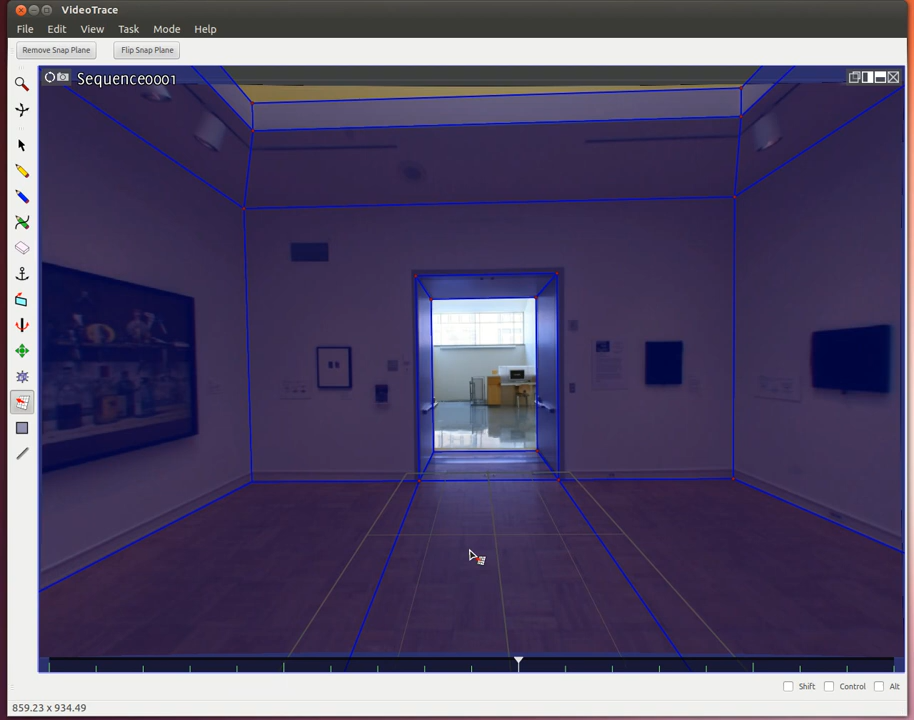 VideoTrace
File Edit View Task Mode Help
Remove Snap Plane Flip Snap Plane
Sequence0001
Shift Control Alt
859.23 x 934.49